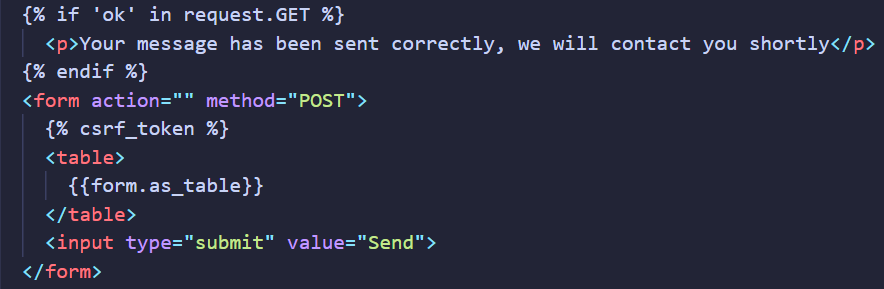 {% if 'ok' in request.GET %}
<p>Your message has been sent correctly, we will contact you shortly</p>
{% endif %}
<form action="" method="POST">
{% csrf_token %}
<table>
{{form.as_table}}
</table>
<input type="submit" value="Send">
</form>